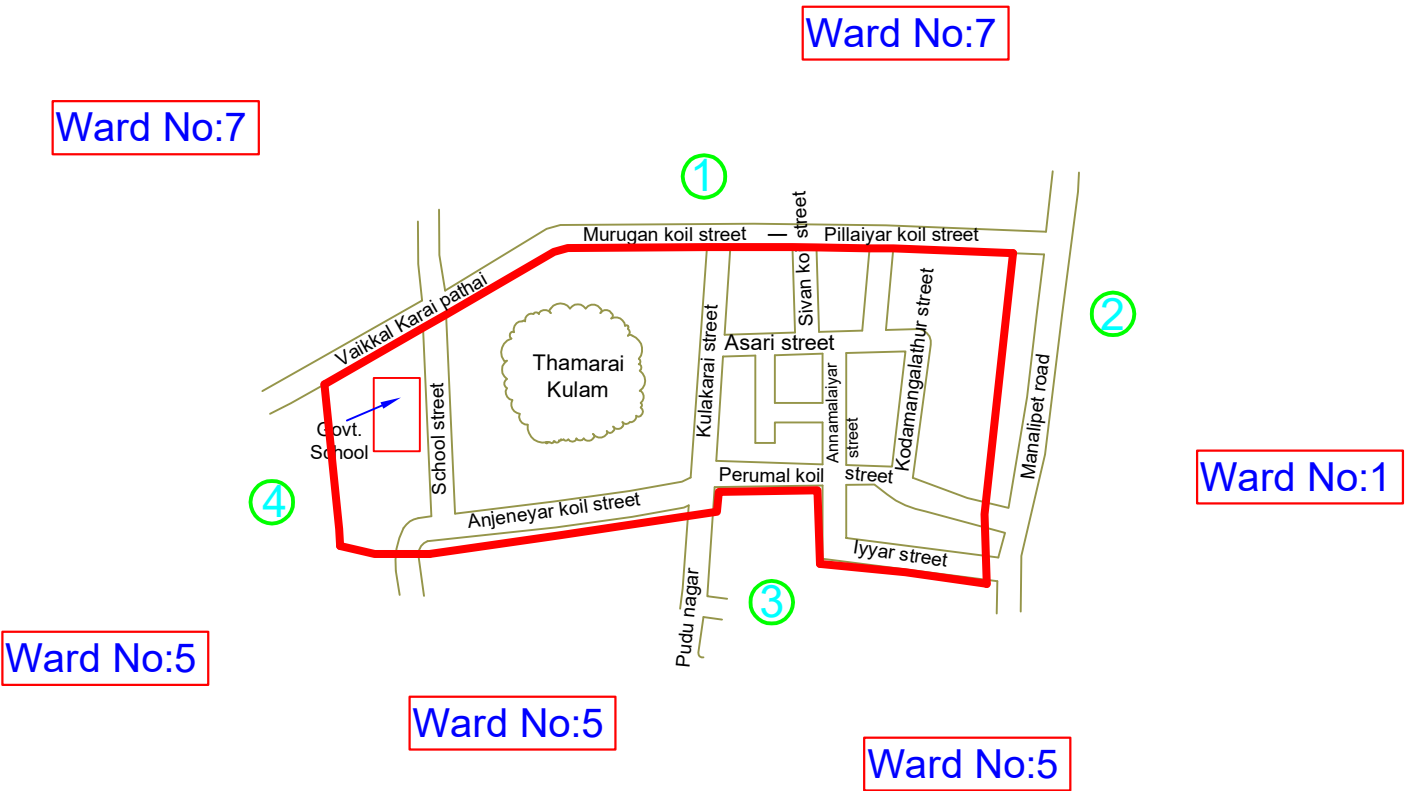 Ward No:7
Ward No:7
1
Murugan koil street — Pillaiyar koil street
Sivan ko street
Vaikkal Karai pathai
2
Thamarai
Kulam
Asari street
Kulakarai street
Kodamangalathur street
Annamalaiyar
street
Manalipet road
Govt.
School
School street
Ward No:1
Perumal koil street
4
Anjeneyar koil street
Iyyar street
3
Pudu nagar
Ward No:5
Ward No:5
Ward No:5